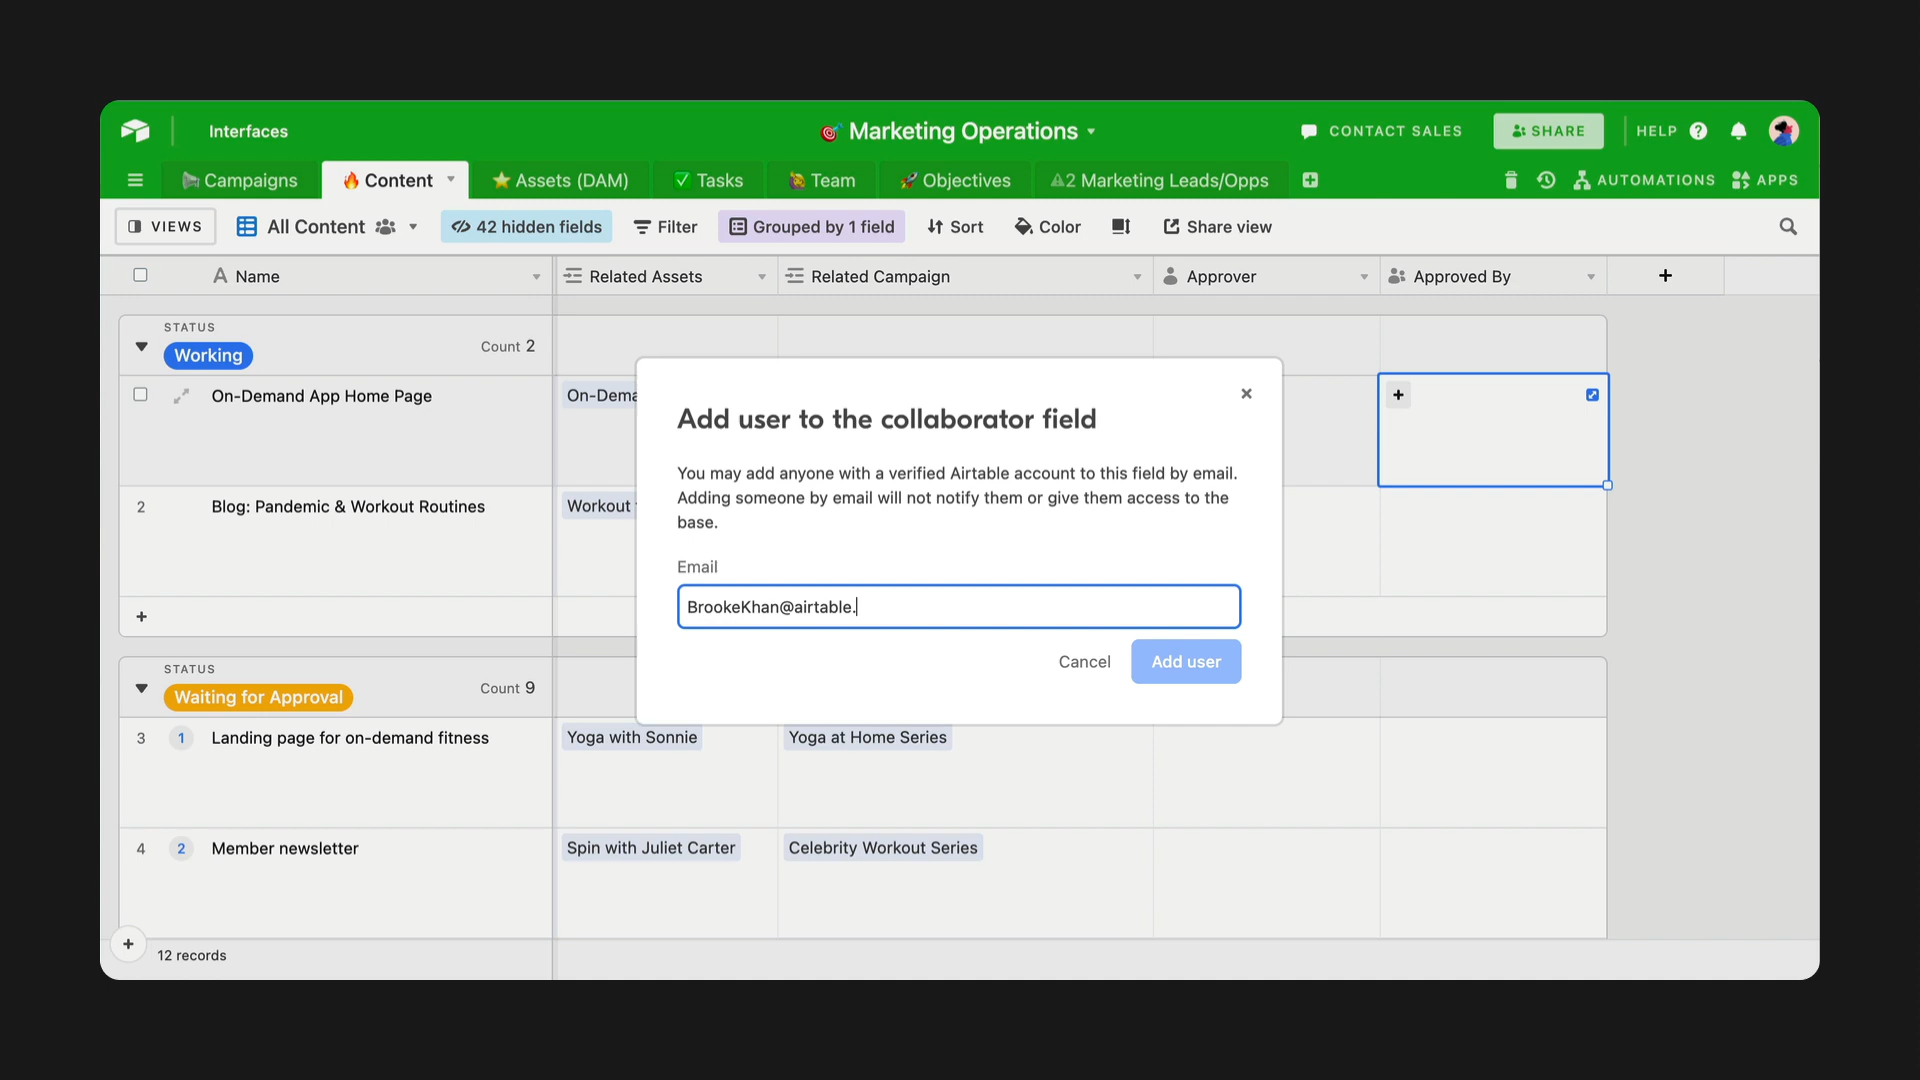 Interfaces
Marketing Operations
CONTACT SALES
SHARE
HELP
Campaigns
Content
Assets (DAM)
Tasks
Team
Objectives
2 Marketing Leads/Opps
AUTOMATIONS
APPS
VIEWS
All Content
42 hidden fields
Filter
Grouped by 1 field
Sort
Color
Share view
Name
Related Assets
Related Campaign
Approver
Approved By
STATUS
Working
Count 2
On-Demand App Home Page
On-Dema
2
Blog: Pandemic & Workout Routines
Workout
Add user to the collaborator field
You may add anyone with a verified Airtable account to this field by email.
Adding someone by email will not notify them or give them access to the
base.
Email
BrookeKhan@airtable.
Cancel
Add user
STATUS
Waiting for Approval
Count 9
3
1
Landing page for on-demand fitness
Yoga with Sonnie
Yoga at Home Series
4
2
Member newsletter
Spin with Juliet Carter
Celebrity Workout Series
12 records